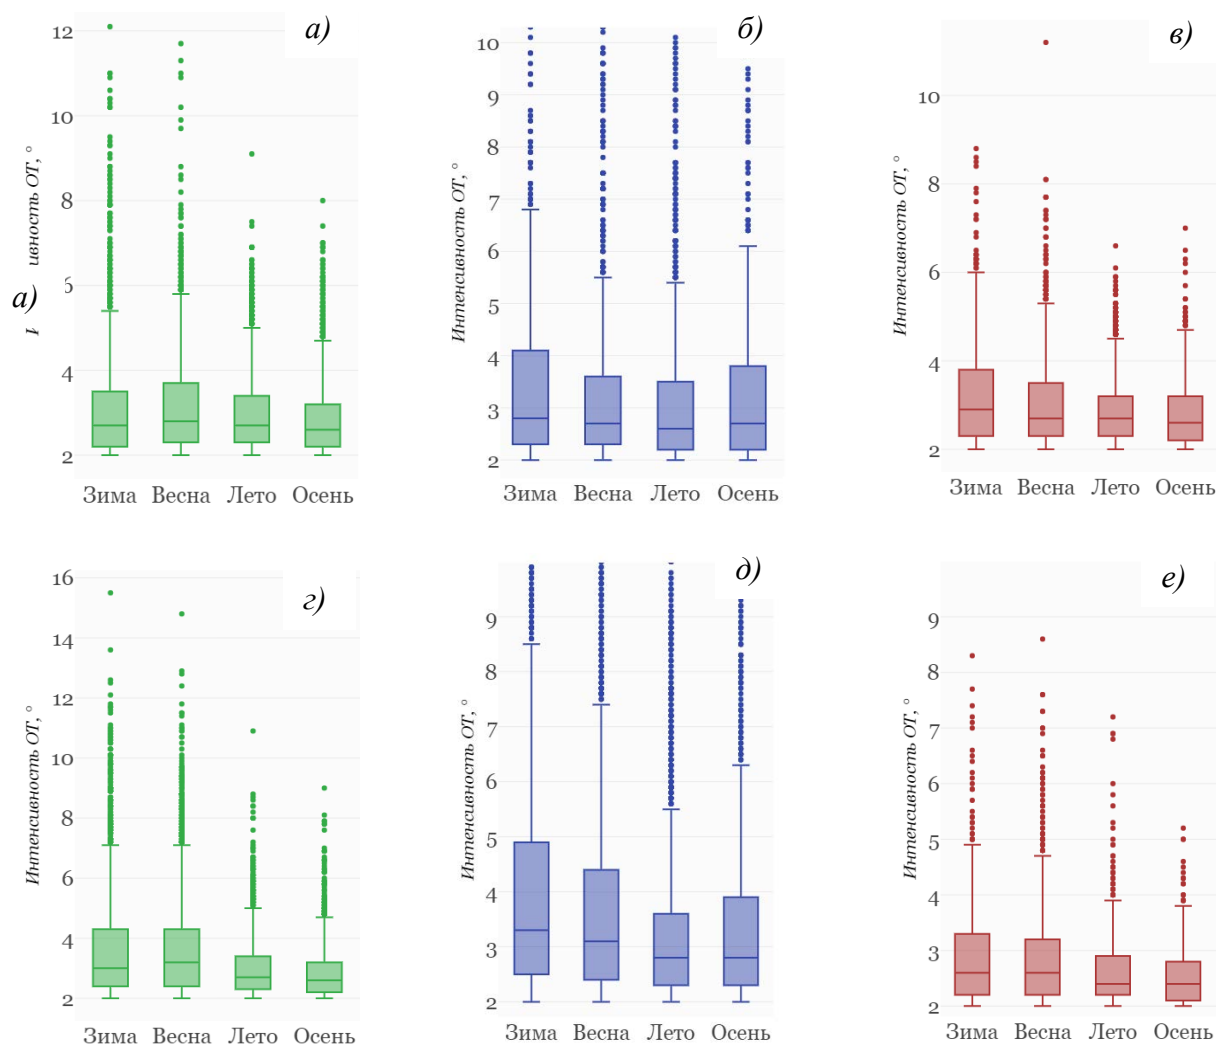 а)
12
10
8
6
4
2
ивность ОТ, °
а)
Зима Весна Лето Осень
б)
10
9
8
7
6
5
4
3
2
Интенсивность ОТ, °
Зима Весна Лето Осень
в)
10
8
6
4
2
Интенсивность ОТ, °
Зима Весна Лето Осень
г)
16
14
12
10
8
6
4
2
Интенсивность ОТ, °
Зима Весна Лето Осень
д)
9
8
7
6
5
4
3
2
Интенсивность ОТ, °
Зима Весна Лето Осень
е)
9
8
7
6
5
4
3
2
Интенсивность ОТ, °
Зима Весна Лето Осень